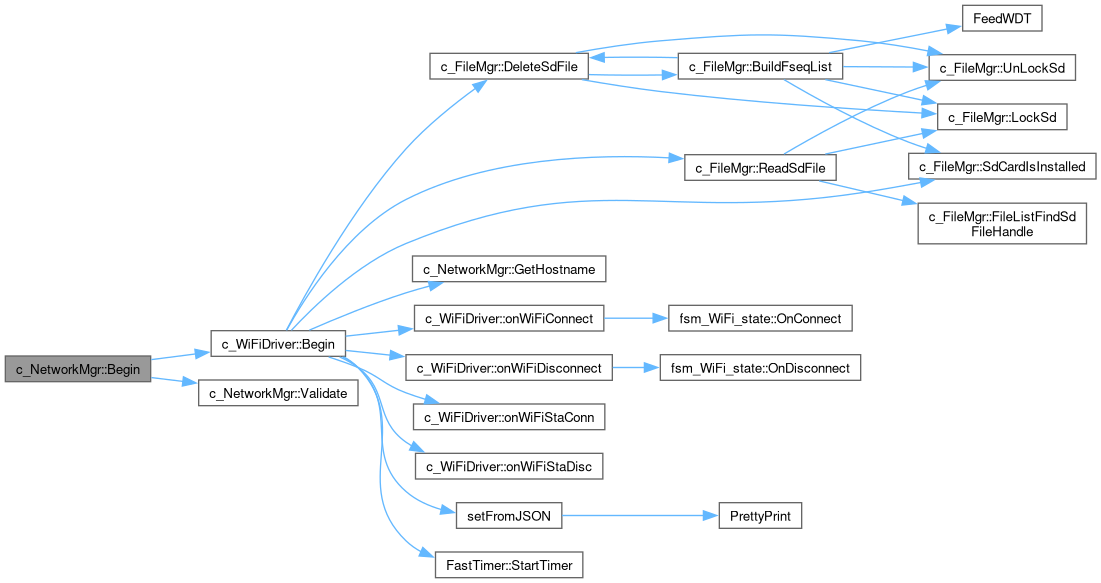 FeedWDT
c_FileMgr::DeleteSdFile
c_FileMgr::BuildFseqList
c_FileMgr::UnLockSd
c_FileMgr::LockSd
c_FileMgr::ReadSdFile
c_FileMgr::SdCardIsInstalled
c_FileMgr::FileListFindSd
FileHandle
c_NetworkMgr::GetHostname
c_WiFiDriver::onWiFiConnect
fsm_WiFi_state::OnConnect
c_WiFiDriver::Begin
c_NetworkMgr::Begin
c_WiFiDriver::onWiFiDisconnect
fsm_WiFi_state::OnDisconnect
c_NetworkMgr::Validate
c_WiFiDriver::onWiFiStaConn
c_WiFiDriver::onWiFiStaDisc
setFromJSON
PrettyPrint
FastTimer::StartTimer